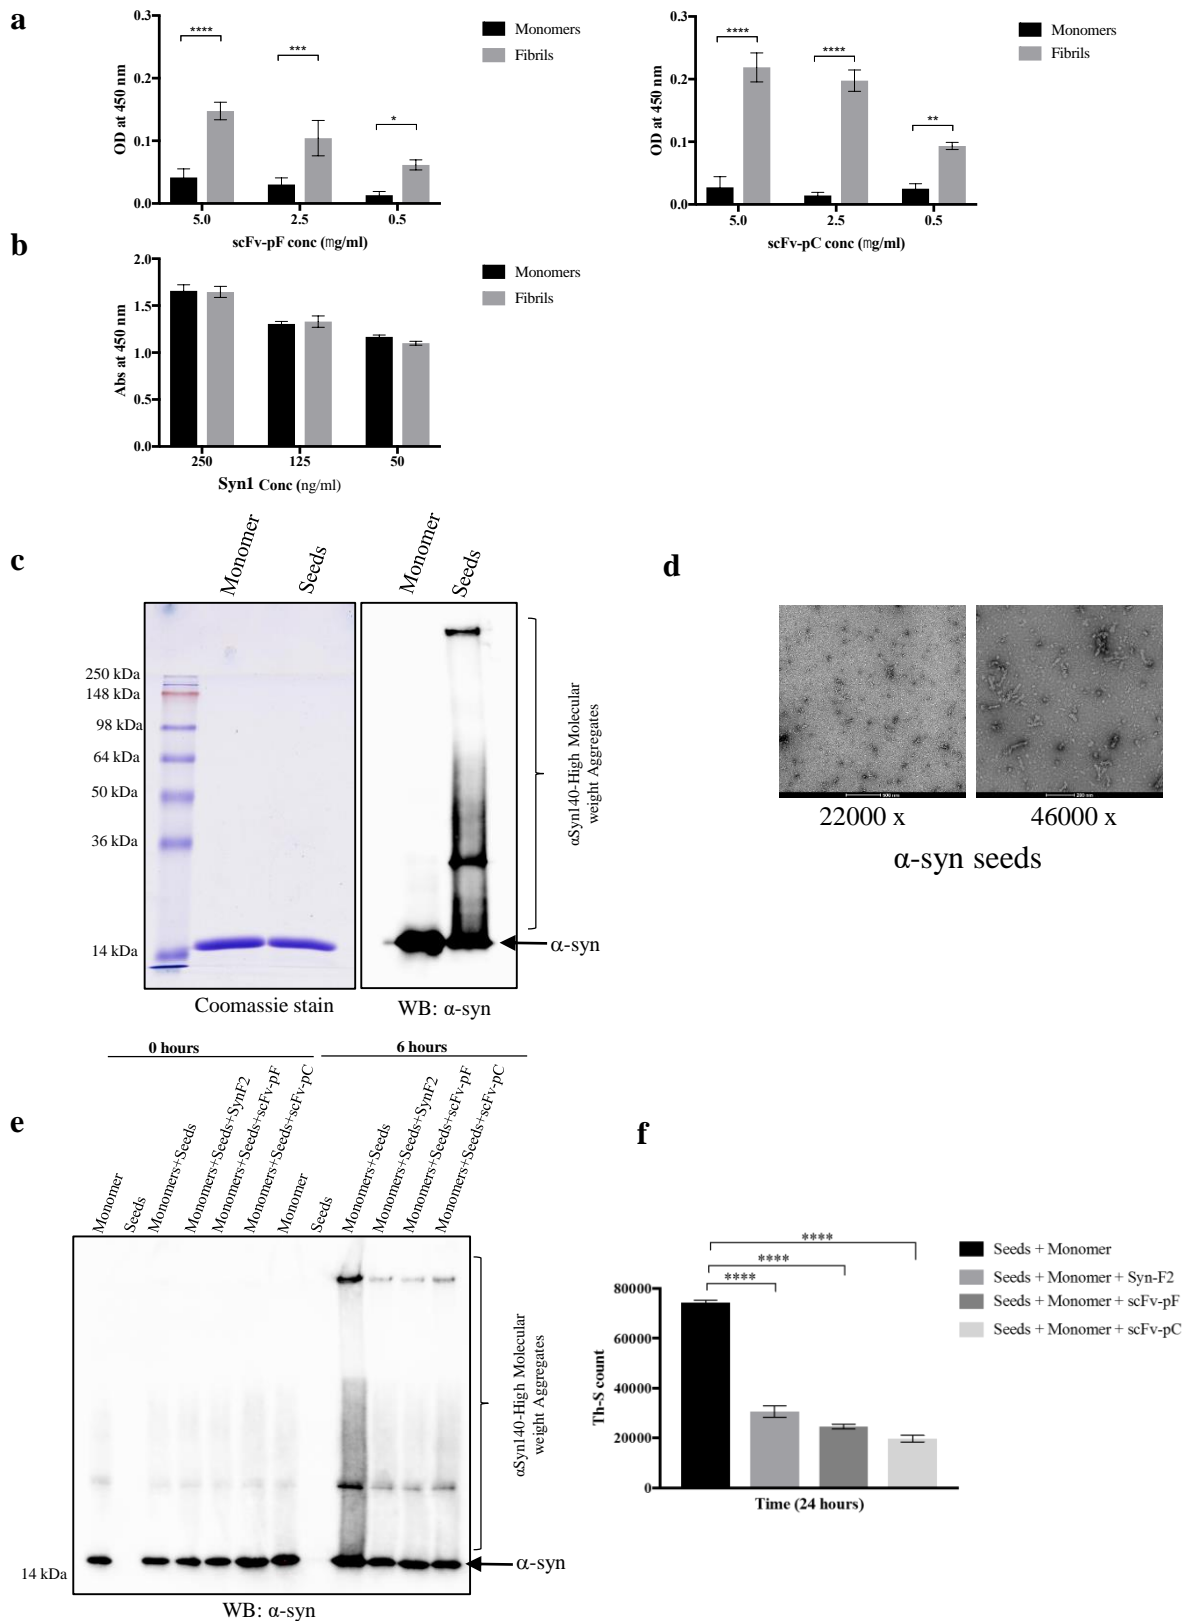 a
0.3
0.2
0.1
0.0
OD at 450 nm
****
***
*
5.0
2.5
0.5
scFv-pF conc (mg/ml)
Monomers
Fibrils
0.3
0.2
0.1
0.0
OD at 450 nm
****
****
**
5.0
2.5
0.5
scFv-pC conc (mg/ml)
Monomers
Fibrils
b
2.0
1.5
1.0
0.5
0.0
Abs at 450 nm
250
125
50
Syn1 Conc (ng/ml)
Monomers
Fibrils
c
Monomer
Seeds
Monomer
Seeds
250 kDa
148 kDa
98 kDa
64 kDa
50 kDa
36 kDa
14 kDa
αSyn140-High Molecular
weight Aggregates
α-syn
Coomassie stain
WB: α-syn
d
22000 x
46000 x
α-syn seeds
e
0 hours
6 hours
Monomer
Seeds
Monomers+Seeds
Monomers+Seeds+SynF2
Monomers+Seeds+scFv-pF
Monomers+Seeds+scFv-pC
Monomer
Seeds
Monomers+Seeds
Monomers+Seeds+SynF2
Monomers+Seeds+scFv-pF
Monomers+Seeds+scFv-pC
αSyn140-High Molecular
weight Aggregates
14 kDa
α-syn
WB: α-syn
f
****
****
****
80000
60000
40000
20000
0
Th-S count
Time (24 hours)
Seeds + Monomer
Seeds + Monomer + Syn-F2
Seeds + Monomer + scFv-pF
Seeds + Monomer + scFv-pC